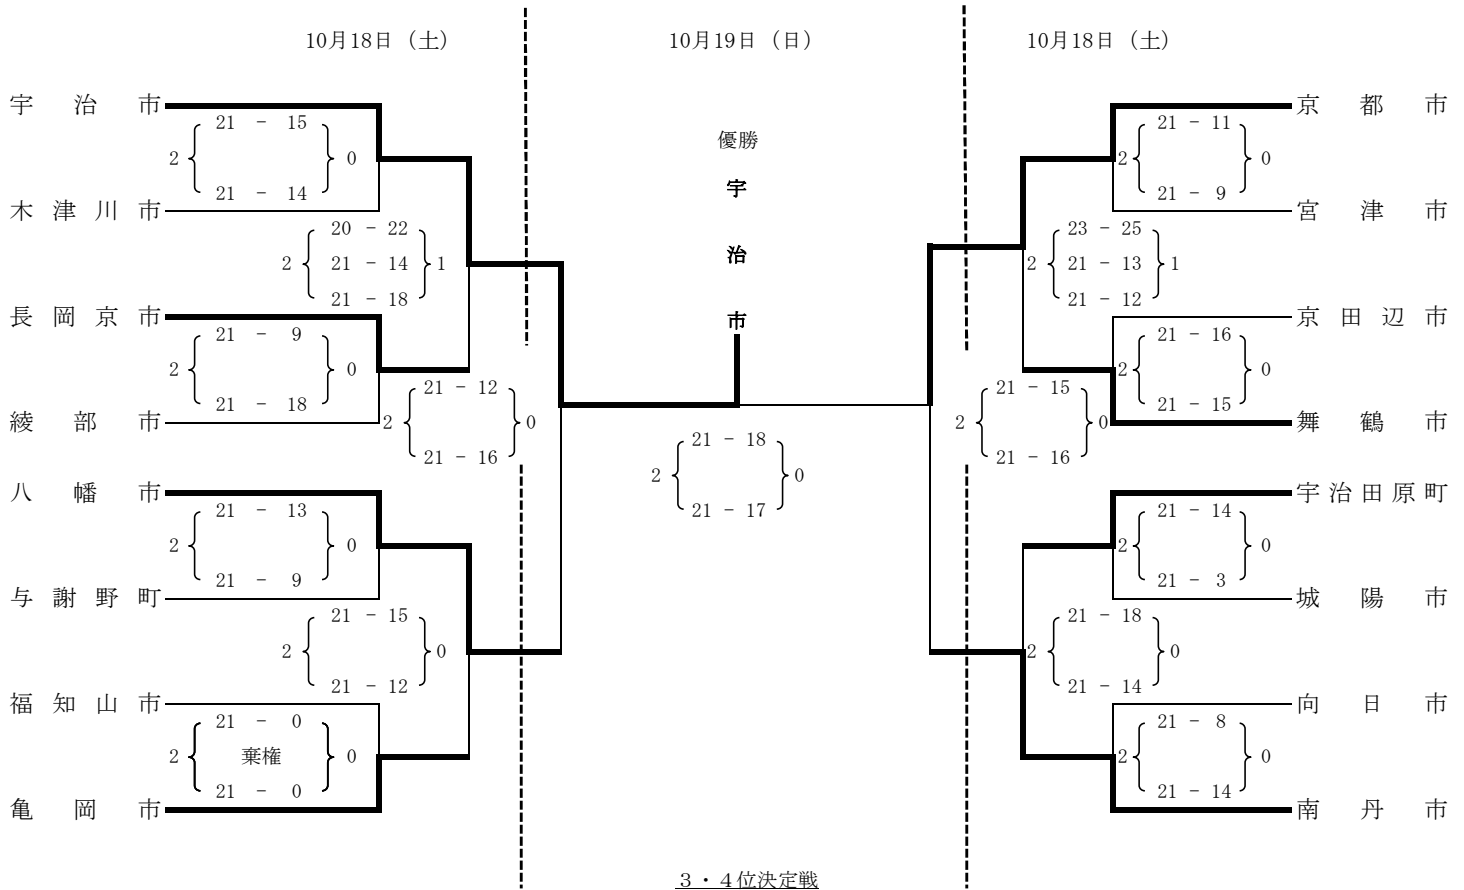 10月18日（土）
10月19日（日）
10月18日（土）
宇治市
21 － 15
2 0
21 － 14
木津川市
20 － 22
2 21 － 14 1
21 － 18
長岡京市
21 － 9
2 0
21 － 18
綾部市
21 － 12
2 0
21 － 16
八幡市
21 － 13
2 0
21 － 9
与謝野町
21 － 15
2 0
21 － 12
福知山市
21 － 0
2 棄権 0
21 － 0
亀岡市
優勝
宇治市
21 － 18
2 0
21 － 17
京都市
21 － 11
2 0
21 － 9
宮津市
23 － 25
2 21 － 13 1
21 － 12
京田辺市
21 － 16
2 0
21 － 15
舞鶴市
21 － 15
2 0
21 － 16
宇治田原町
21 － 14
2 0
21 － 3
城陽市
21 － 18
2 0
21 － 14
向日市
21 － 8
2 0
21 － 14
南丹市
３・４位決定戦